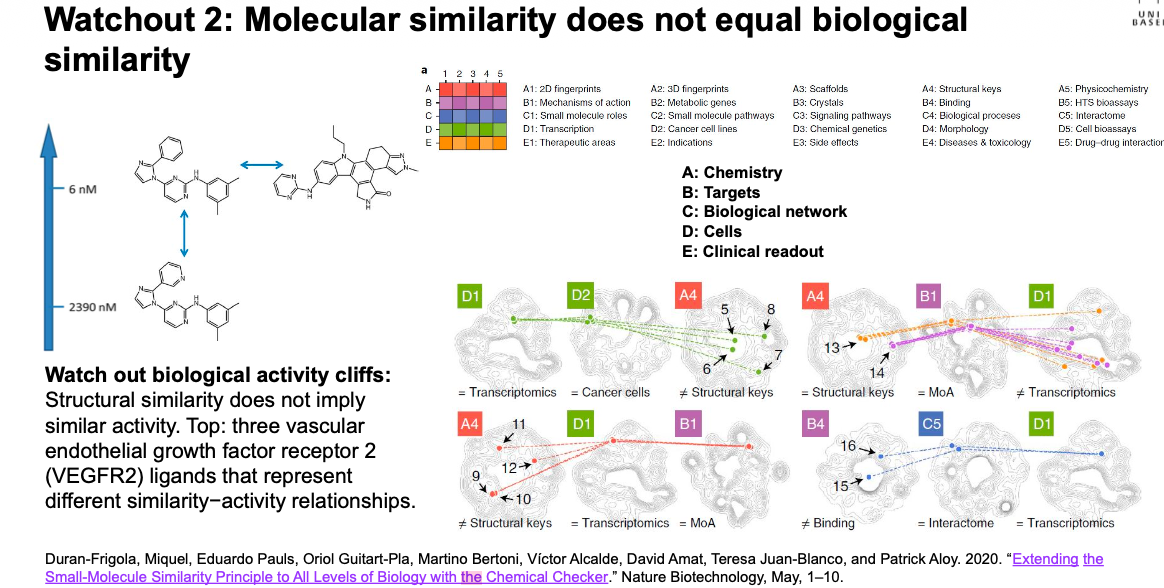 Watchout 2: Molecular similarity does not equal biological
similarity
UNI
BASEL
a
1 2 3 4 5
A A1: 2D fingerprints A2: 3D fingerprints A3: Scaffolds A4: Structural keys A5: Physicochemistry
B B1: Mechanisms of action B2: Metabolic genes B3: Crystals B4: Binding B5: HTS bioassays
C C1: Small molecule roles C2: Small molecule pathways C3: Signaling pathways C4: Biological proceses C5: Interactome
D D1: Transcription D2: Cancer cell lines D3: Chemical genetics D4: Morphology D5: Cell bioassays
E E1: Therapeutic areas E2: Indications E3: Side effects E4: Diseases & toxicology E5: Drug–drug interaction
A: Chemistry
B: Targets
C: Biological network
D: Cells
E: Clinical readout
6 nM
2390 nM
N N N N H N
N N N H N N N O N H
N N N N N H N
Watch out biological activity cliffs:
Structural similarity does not imply
similar activity. Top: three vascular
endothelial growth factor receptor 2
(VEGFR2) ligands that represent
different similarity−activity relationships.
D1 D2 A4 A4 B1 D1
5 8
6 7
13 14
= Transcriptomics = Cancer cells ≠ Structural keys = Structural keys = MoA ≠ Transcriptomics
A4 D1 B1 B4 C5 D1
11
12
9
10
16
15
≠ Structural keys = Transcriptomics = MoA ≠ Binding = Interactome = Transcriptomics
Duran-Frigola, Miquel, Eduardo Pauls, Oriol Guitart-Pla, Martino Bertoni, Víctor Alcalde, David Amat, Teresa Juan-Blanco, and Patrick Aloy. 2020. “Extending the
Small-Molecule Similarity Principle to All Levels of Biology with the Chemical Checker.” Nature Biotechnology, May, 1–10.